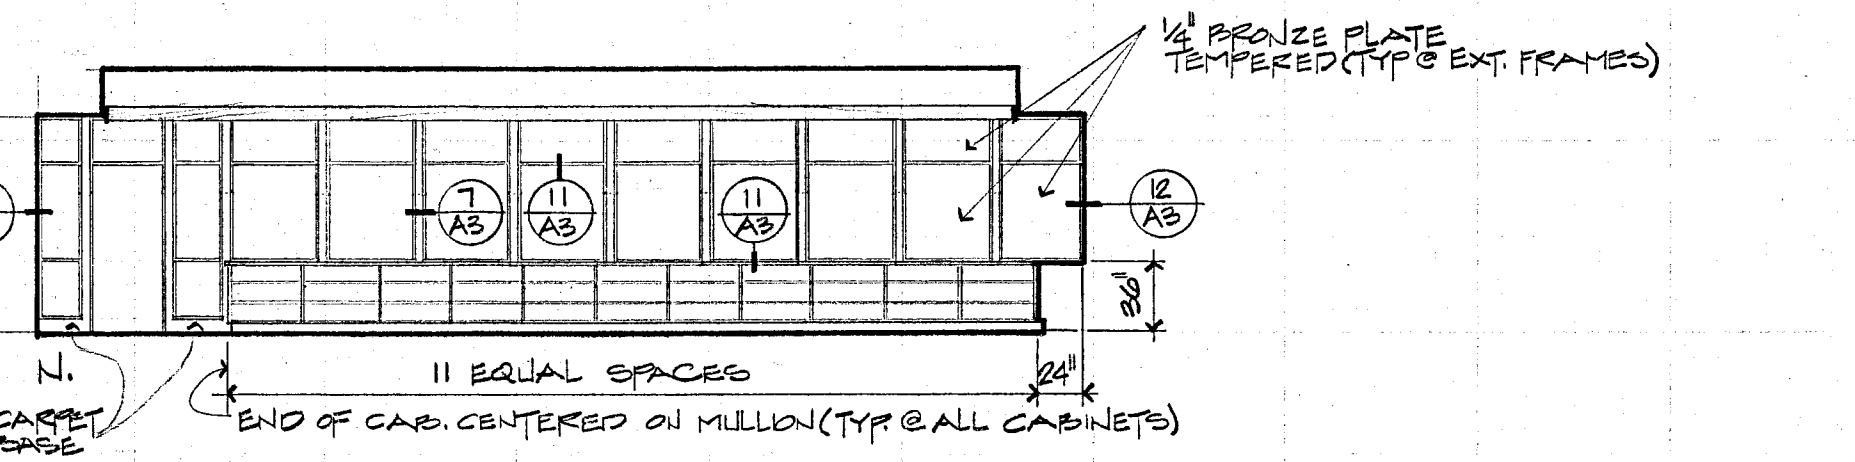 1/4" BRONZE PLATE
TEMPERED (TYP @ EXT. FRAMES)
7
A3
11
A3
11
A3
12
A3
36"
N.
11 EQUAL SPACES
24"
CARPET
BASE
END OF CAB. CENTERED ON MULLION (TYP. @ ALL CABINETS)